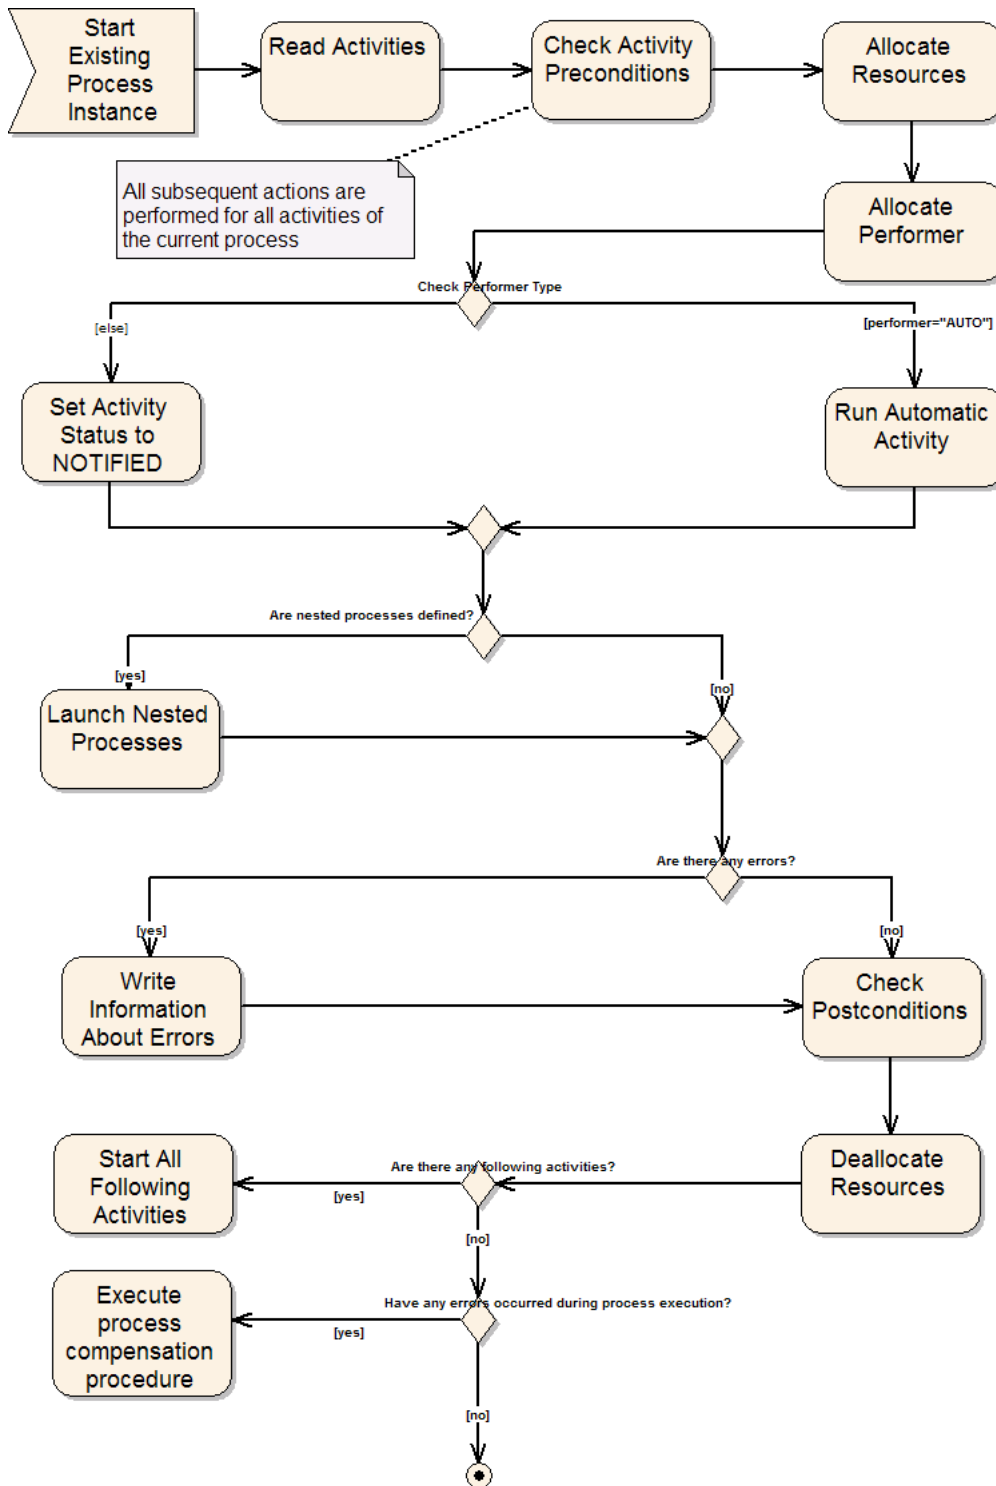 Start
Existing
Process
Instance
Read Activities
Check Activity
Preconditions
Allocate
Resources
All subsequent actions are
performed for all activities of
the current process
Allocate
Performer
Check Performer Type
[else]
[performer="AUTO"]
Set Activity
Status to
NOTIFIED
Run Automatic
Activity
Are nested processes defined?
[yes]
[no]
Launch Nested
Processes
Are there any errors?
[yes]
[no]
Write
Information
About Errors
Check
Postconditions
Start All
Following
Activities
Are there any following activities?
[yes]
Deallocate
Resources
[no]
Execute
process
compensation
procedure
Have any errors occurred during process execution?
[yes]
[no]